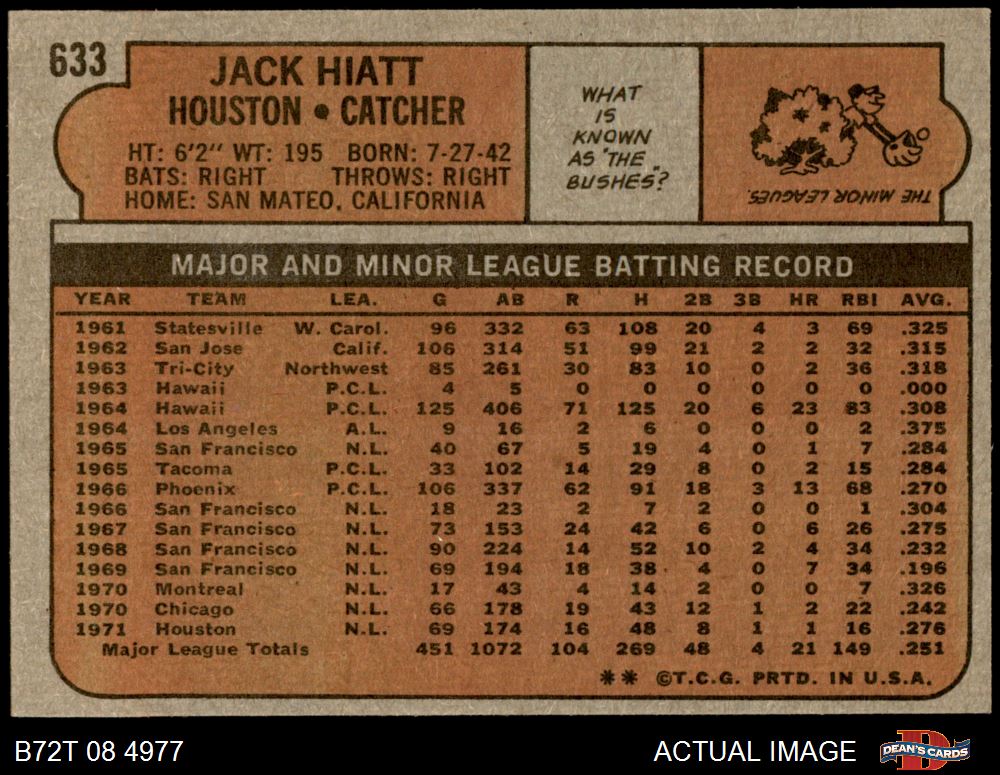 633
JACK HIATT
HOUSTON • CATCHER
HT: 6'2" WT: 195 BORN: 7-27-42
BATS: RIGHT THROWS: RIGHT
HOME: SAN MATEO, CALIFORNIA
WHAT
IS
KNOWN
AS "THE
BUSHES"?
THE MINOR LEAGUES.
MAJOR AND MINOR LEAGUE BATTING RECORD
YEAR TEAM LEA. G AB R H 2B 3B HR RBI AVG.
1961 Statesville W. Carol. 96 332 63 108 20 4 3 69 .325
1962 San Jose Calif. 106 314 51 99 21 2 2 32 .315
1963 Tri-City Northwest 85 261 30 83 10 0 2 36 .318
1963 Hawaii P.C.L. 4 5 0 0 0 0 0 0 .000
1964 Hawaii P.C.L. 125 406 71 125 20 6 23 83 .308
1964 Los Angeles A.L. 9 16 2 6 0 0 0 2 .375
1965 San Francisco N.L. 40 67 5 19 4 0 1 7 .284
1965 Tacoma P.C.L. 33 102 14 29 8 0 2 15 .284
1966 Phoenix P.C.L. 106 337 62 91 18 3 13 68 .270
1966 San Francisco N.L. 18 23 2 7 2 0 0 1 .304
1967 San Francisco N.L. 73 153 24 42 6 0 6 26 .275
1968 San Francisco N.L. 90 224 14 52 10 2 4 34 .232
1969 San Francisco N.L. 69 194 18 38 4 0 7 34 .196
1970 Montreal N.L. 17 43 4 14 2 0 0 7 .326
1970 Chicago N.L. 66 178 19 43 12 1 2 22 .242
1971 Houston N.L. 69 174 16 48 8 1 1 16 .276
Major League Totals 451 1072 104 269 48 4 21 149 .251
** ©T.C.G. PRTD. IN U.S.A.
B72T 08 4977
ACTUAL IMAGE
D
DEAN'S CARDS